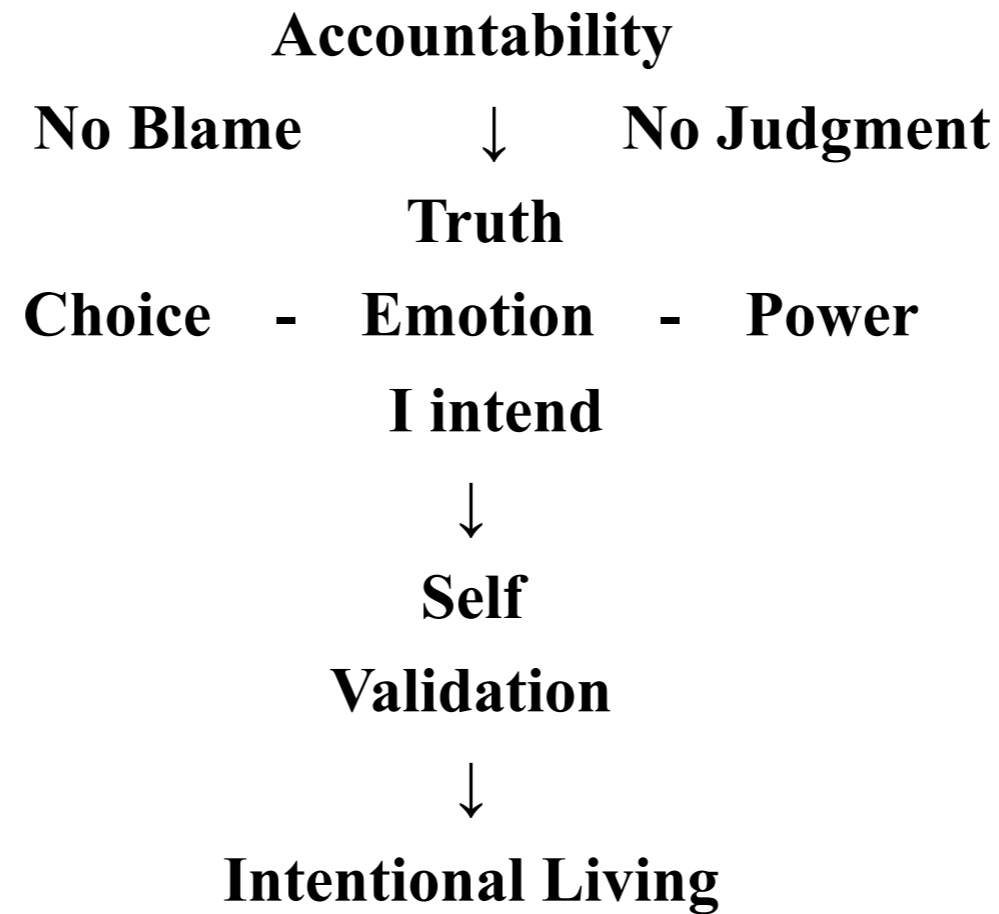 Accountability
No Blame ↓ No Judgment
Truth
Choice - Emotion - Power
I intend
↓
Self
Validation
↓
Intentional Living